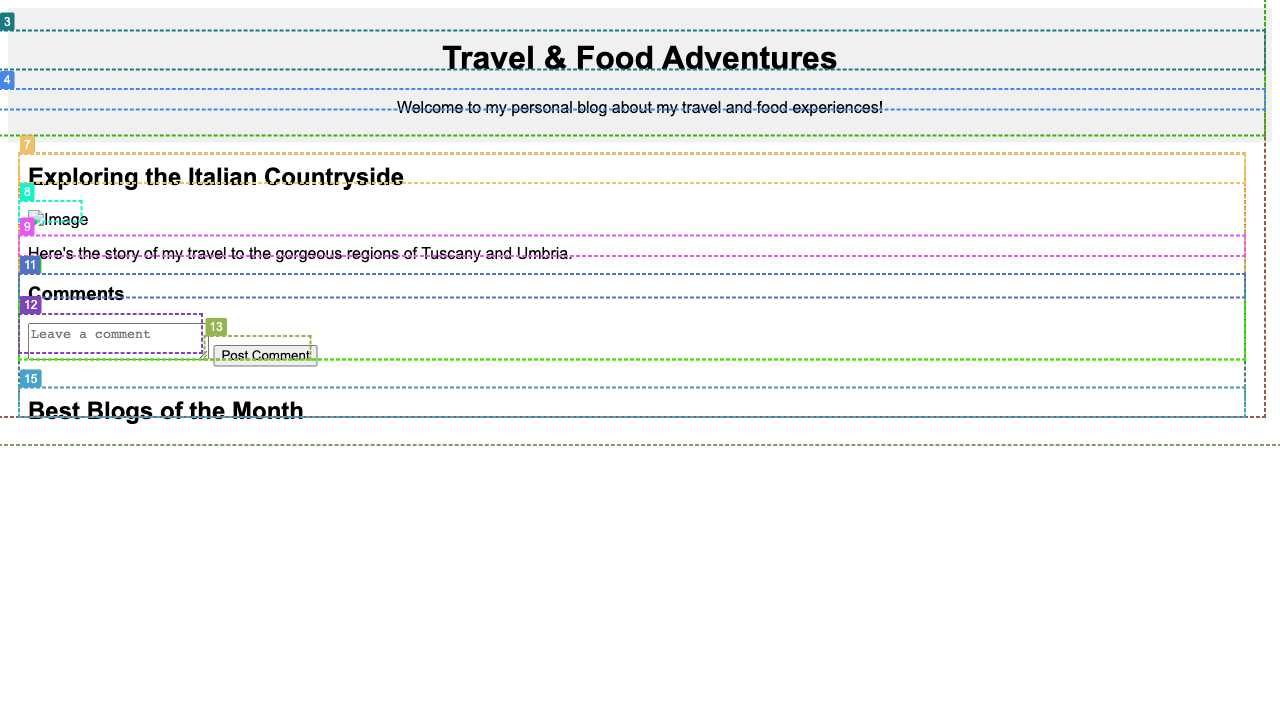 3
Travel & Food Adventures
4
Welcome to my personal blog about my travel and food experiences!
7
Exploring the Italian Countryside
8
Image
9
Here's the story of my travel to the gorgeous regions of Tuscany and Umbria.
11
Comments
12
Leave a comment
13
Post Comment
15
Best Blogs of the Month